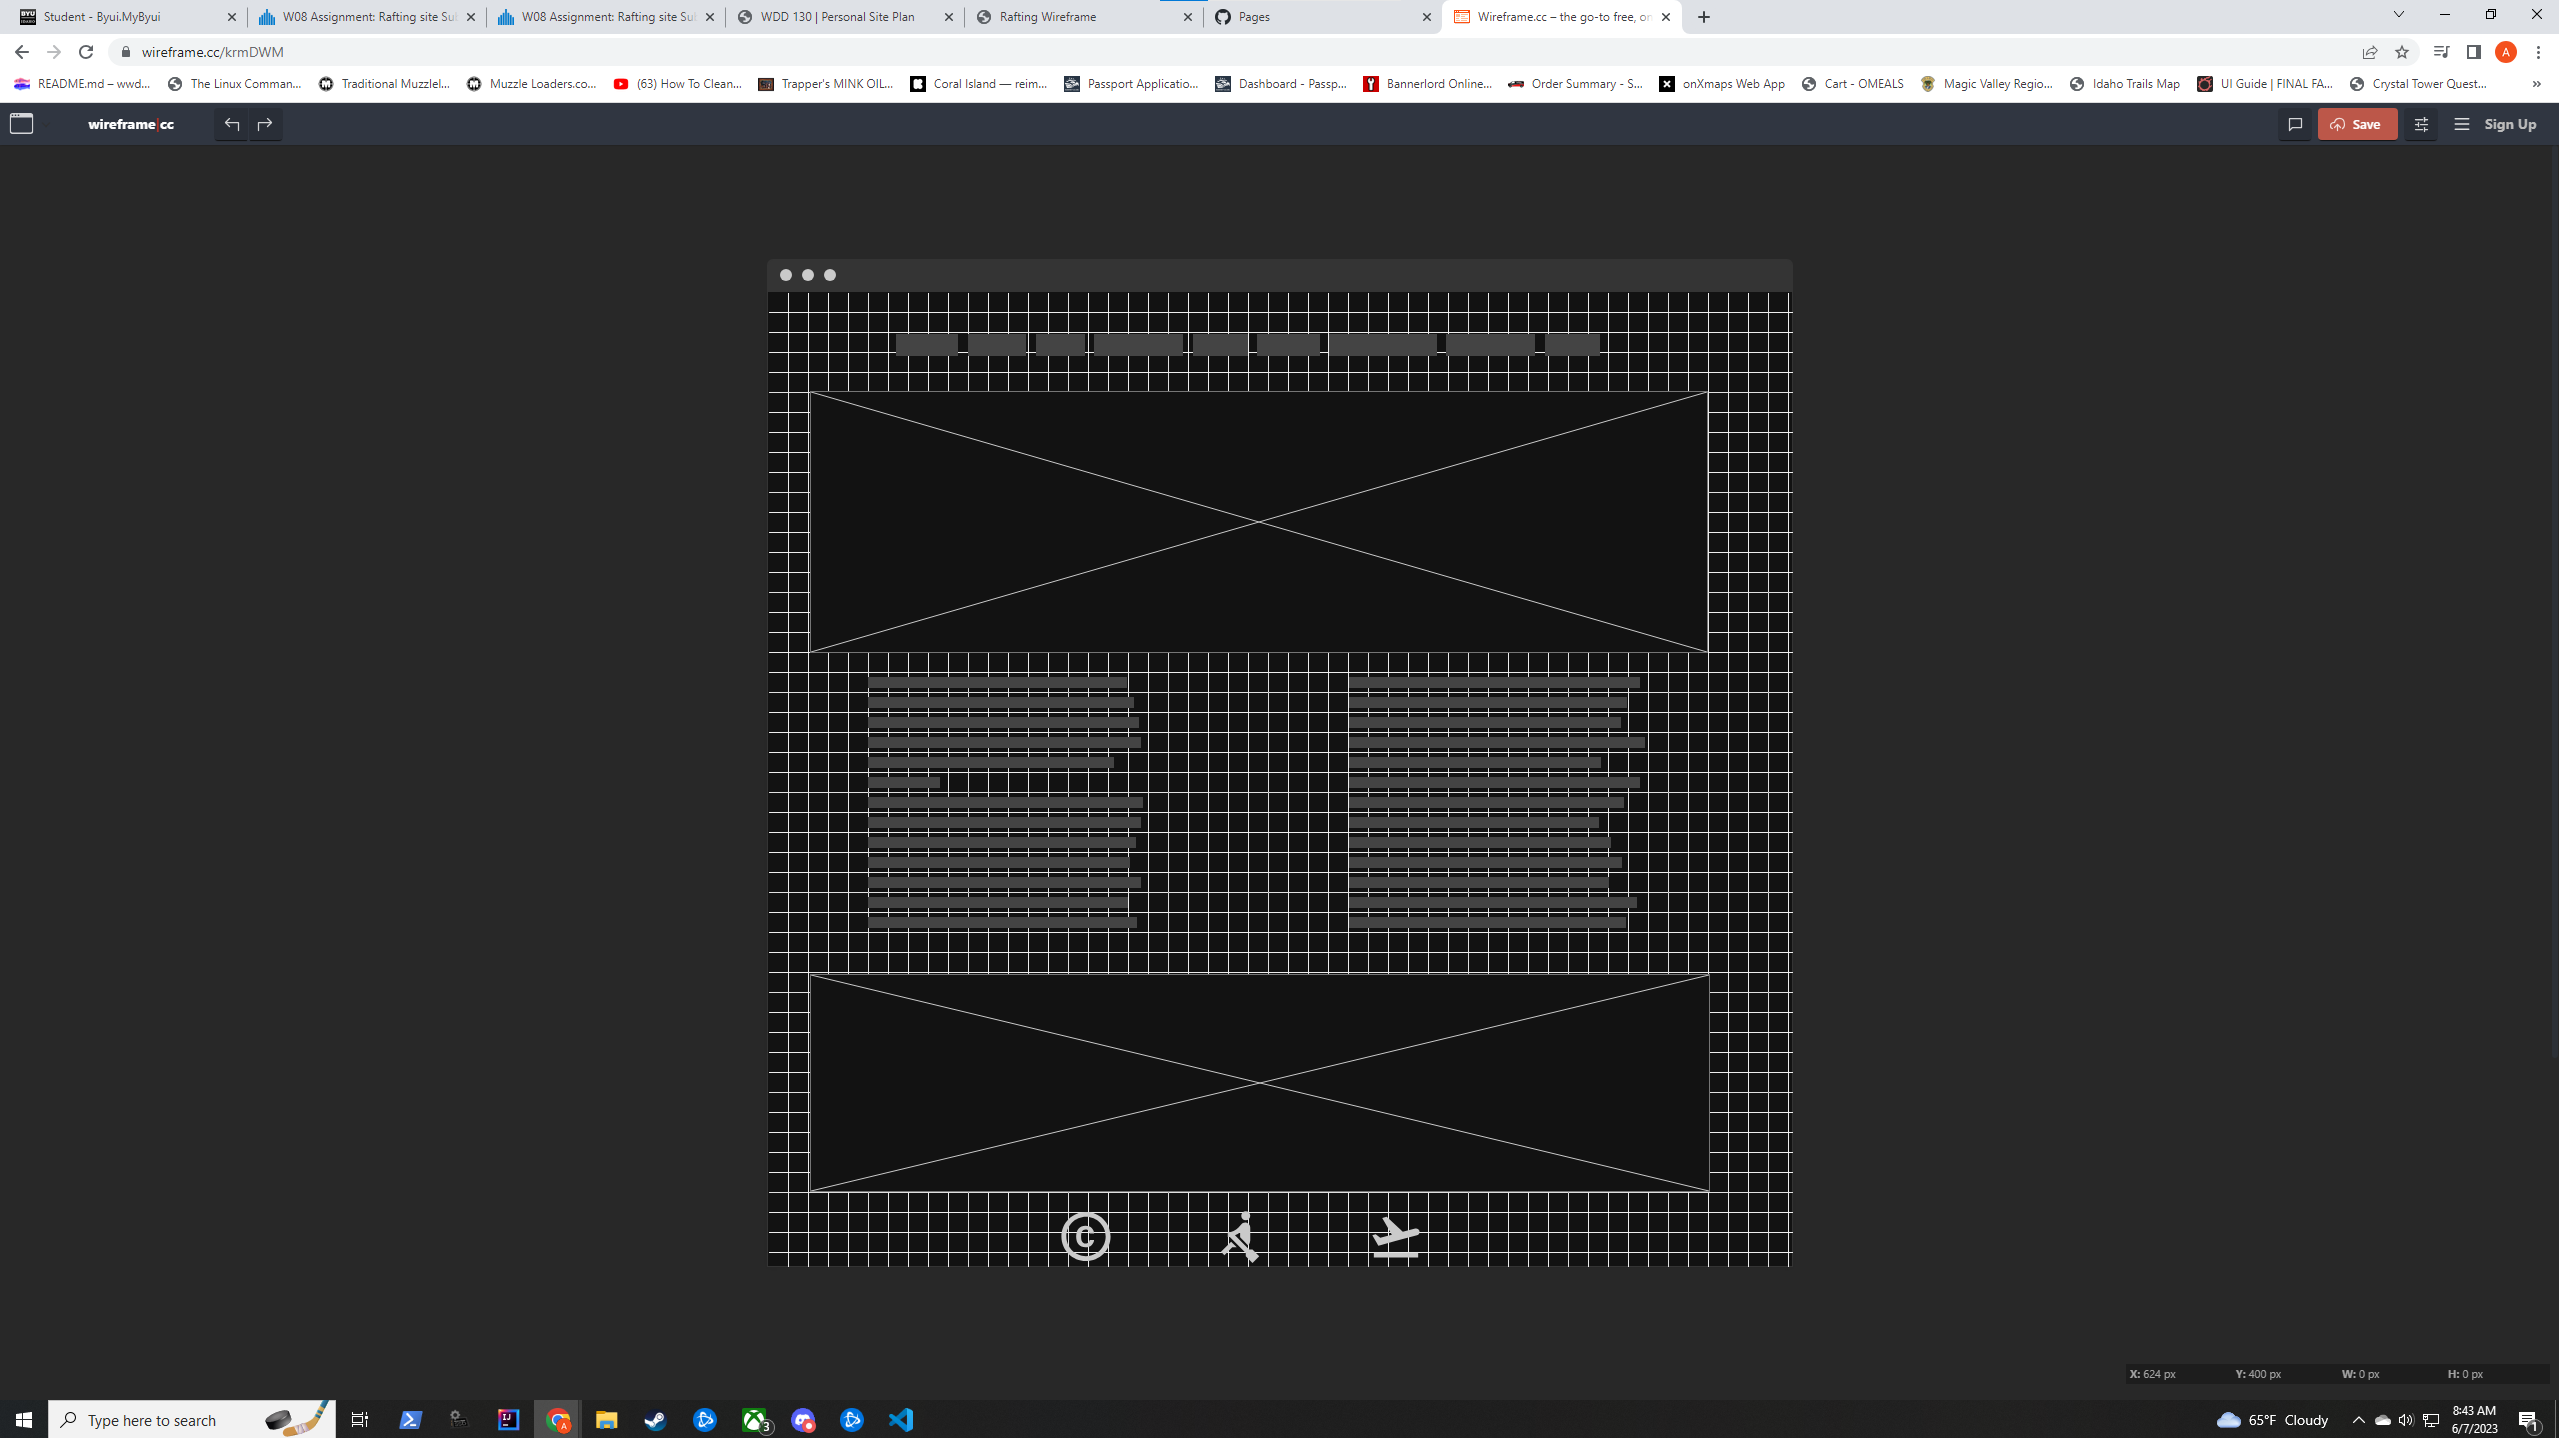 Student - Byui.MyByui
W08 Assignment: Rafting site Sul
W08 Assignment: Rafting site Sul
WDD 130 | Personal Site Plan
Rafting Wireframe
Pages
Wireframe.cc – the go-to free, on
wireframe.cc/krmDWM
A
README.md – wwd...
The Linux Comman...
Traditional Muzzlel...
Muzzle Loaders.co...
(63) How To Clean...
Trapper's MINK OIL...
Coral Island — reim...
Passport Applicatio...
Dashboard - Passp...
Bannerlord Online...
Order Summary - S...
onXmaps Web App
Cart - OMEALS
Magic Valley Regio...
Idaho Trails Map
UI Guide | FINAL FA...
Crystal Tower Quest...
»
wireframe|cc
Save
Sign Up
X: 624 px
Y: 400 px
W: 0 px
H: 0 px
Type here to search
3
65°F Cloudy
8:43 AM
6/7/2023
1